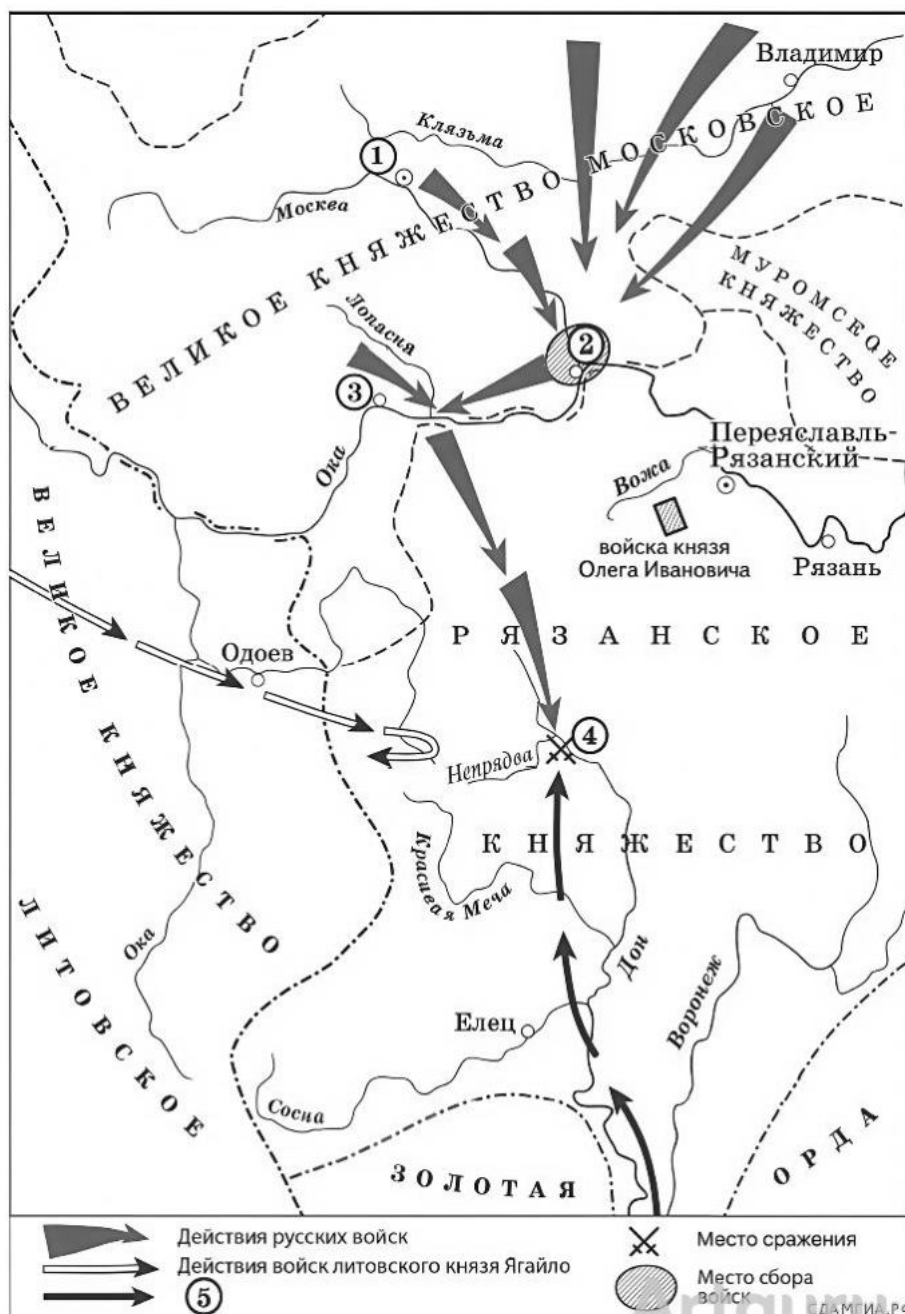 Владимир
Клязьма
1
Москва
ВЕЛИКОЕ КНЯЖЕСТВО МОСКОВСКОЕ
МУРОМСКОЕ
КНЯЖЕСТВО
Лопасня
2
3
Ока
Переяславль-
Рязанский
Вожа
войска князя
Олега Ивановича
Рязань
ВЕЛИКОЕ КНЯЖЕСТВО
ЛИТОВСКОЕ
Одоев
РЯЗАНСКОЕ
4
Непрядва
КНЯЖЕСТВО
Красивая Меча
Ока
Дон
Воронеж
Елец
Сосна
ЗОЛОТАЯ
ОРДА
Действия русских войск
Место сражения
Действия войск литовского князя Ягайло
Место сбора
войск
5
СДАМГИА.РФ